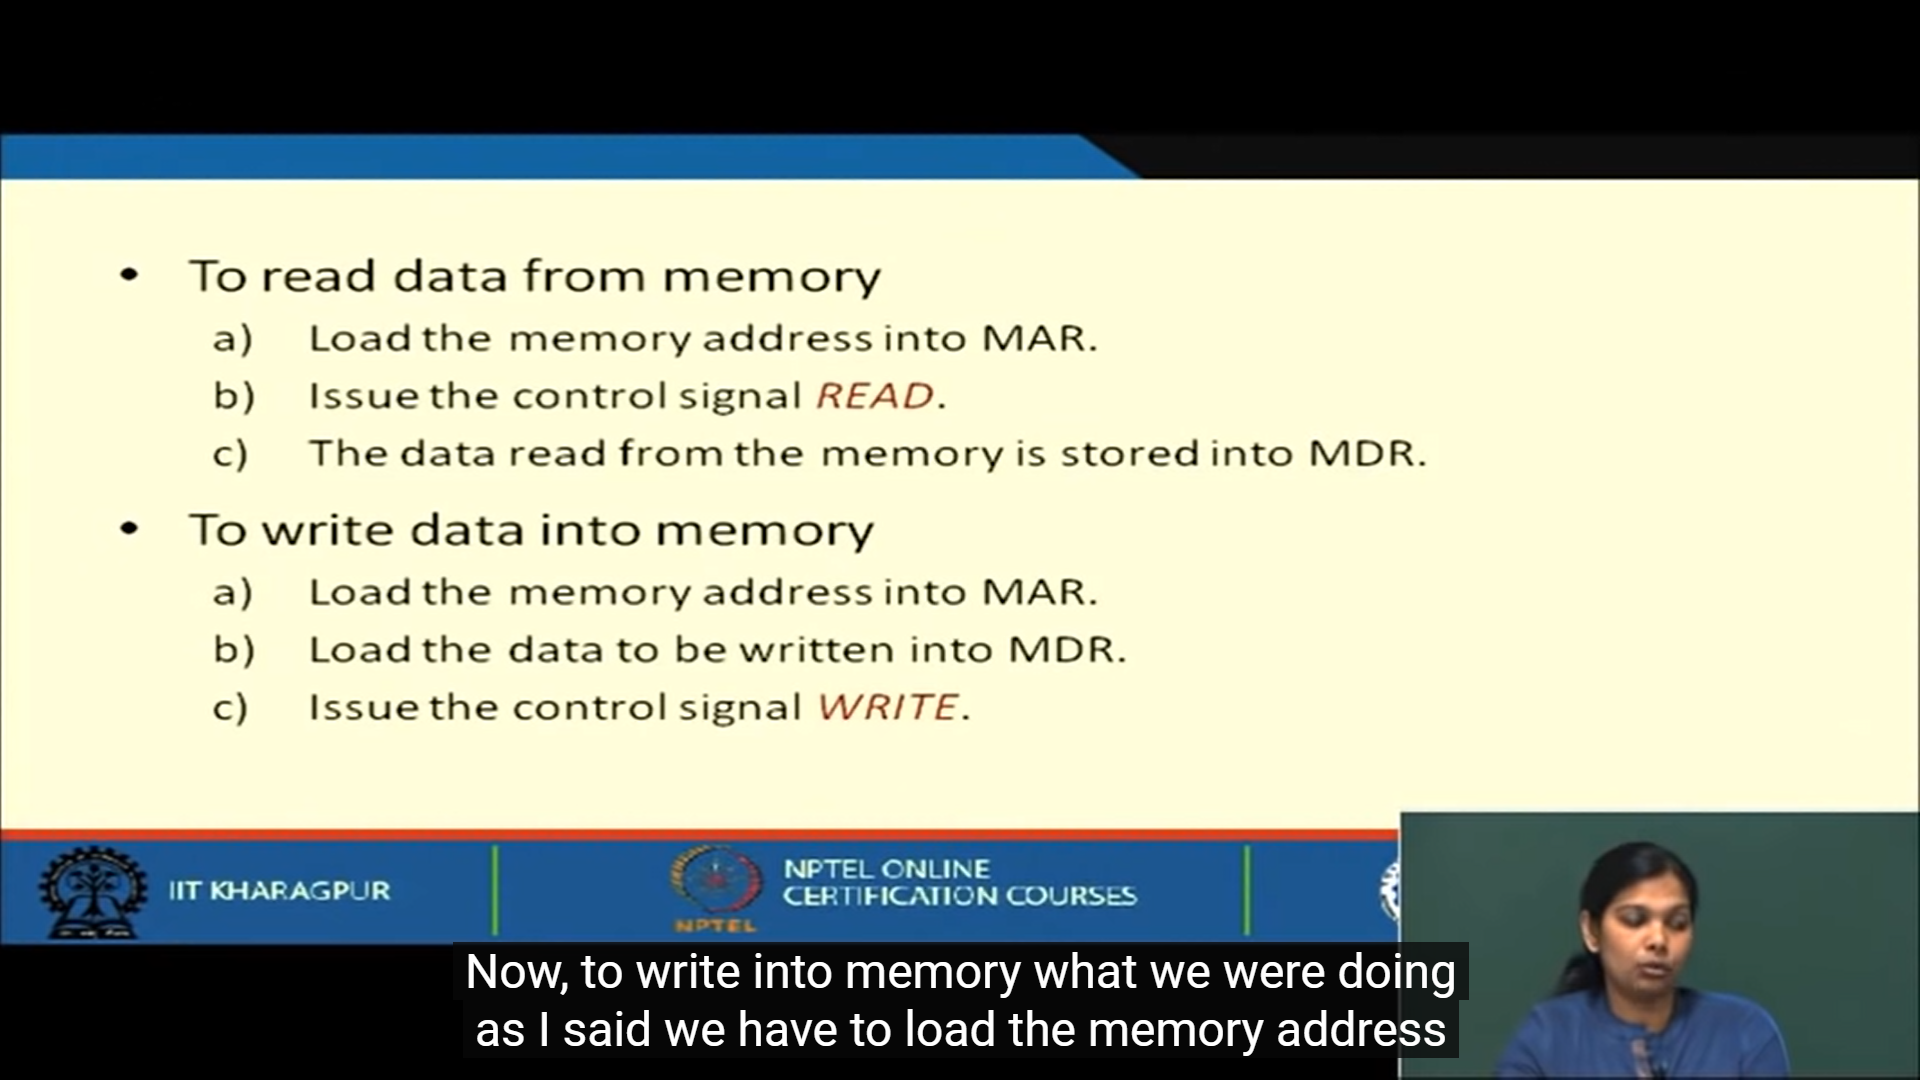 • To read data from memory
a) Load the memory address into MAR.
b) Issue the control signal READ.
c) The data read from the memory is stored into MDR.
• To write data into memory
a) Load the memory address into MAR.
b) Load the data to be written into MDR.
c) Issue the control signal WRITE.
IIT KHARAGPUR
NPTEL
NPTEL ONLINE
CERTIFICATION COURSES
Now, to write into memory what we were doing
as I said we have to load the memory address